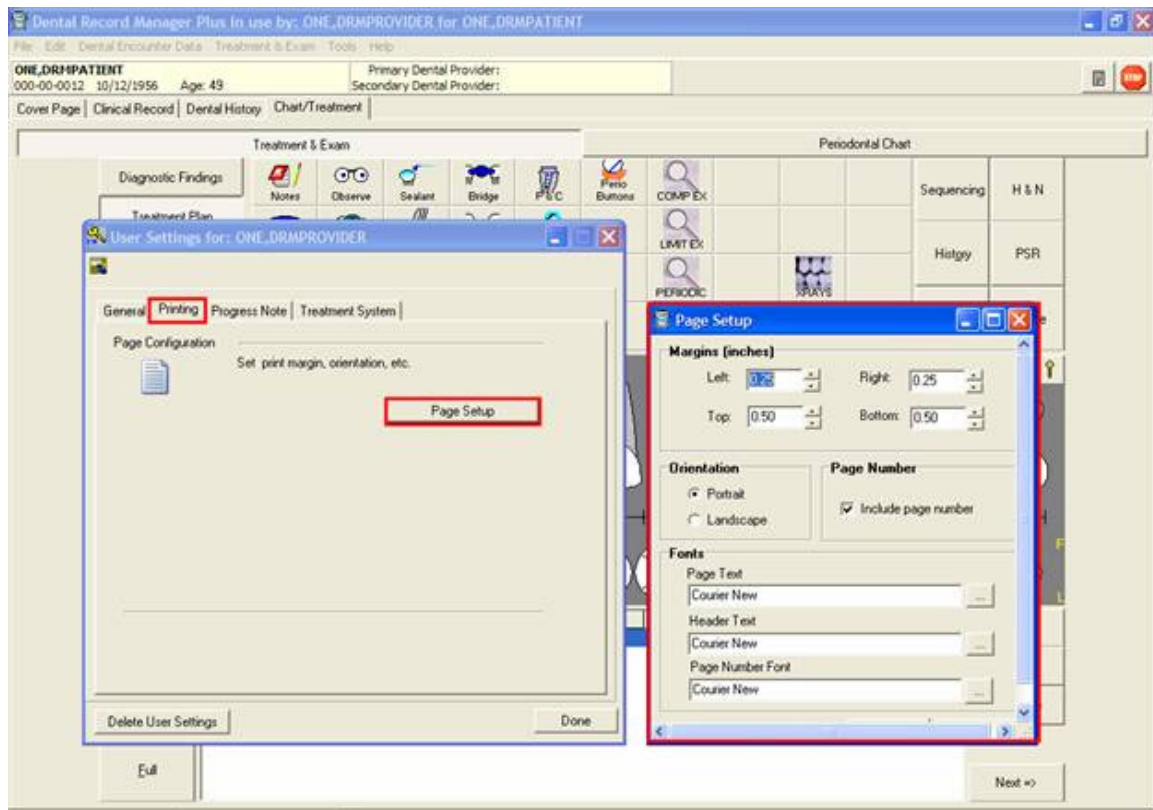 Dental Record Manager Plus in use by: ONE,DRMPROVIDER for ONE,DRMPATIENT
File Edit Dental Encounter Data Treatment & Exam Tools Help
ONE,DRMPATIENT
000-00-0012 10/12/1956 Age: 49
Primary Dental Provider:
Secondary Dental Provider:
STOP
Cover Page Clinical Record Dental History Chart/Treatment
Treatment & Exam Periodontal Chart
Diagnostic Findings
Treatment Plan
Notes Observe Sealant Bridge P & C Perio Buttons COMP EX
LIMIT EX
PERIODIC XRAYS
Sequencing H & N
History PSR
User Settings for: ONE,DRMPROVIDER
General Printing Progress Note Treatment System
Page Configuration
Set print margin, orientation, etc.
Page Setup
Delete User Settings Done
Page Setup
Margins (inches)
Left: 0.25 Right: 0.25
Top: 0.50 Bottom: 0.50
Orientation Page Number
Portrait
Landscape
Include page number
Fonts
Page Text
Courier New ...
Header Text
Courier New ...
Page Number Font
Courier New ...
Full
Next =>